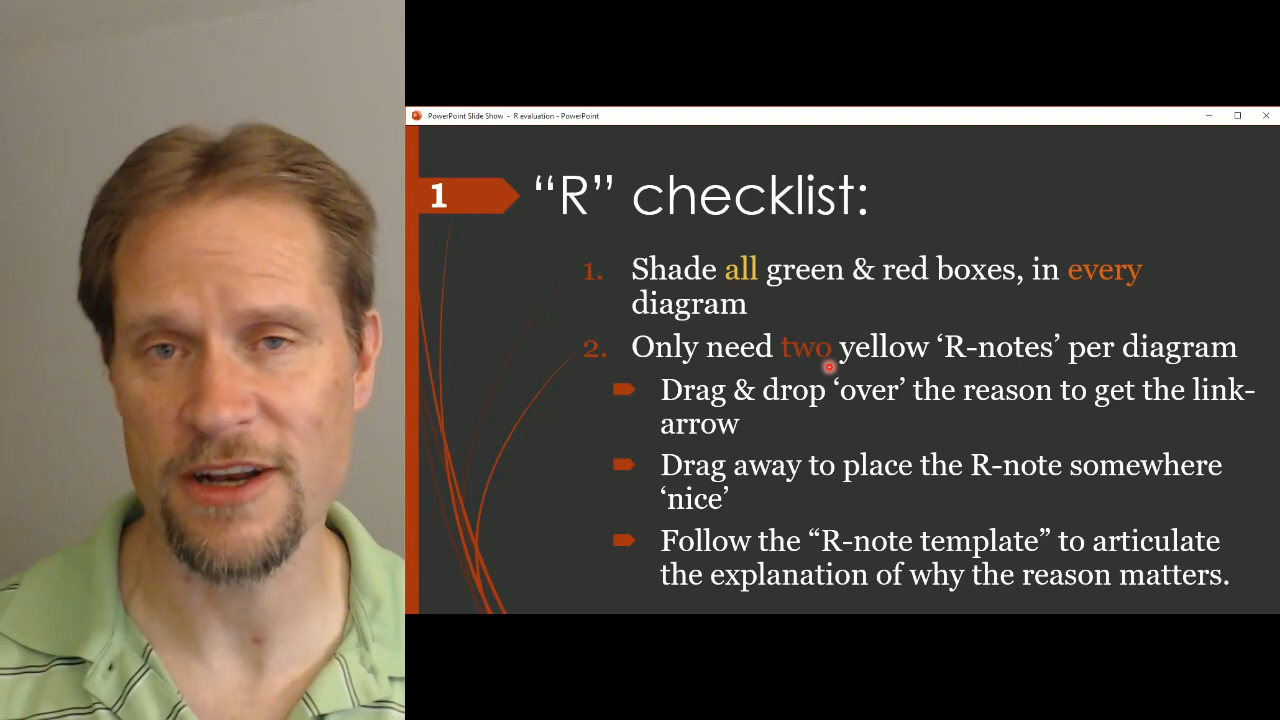 PowerPoint Slide Show - R evaluation - PowerPoint
1
“R” checklist:
1. Shade all green & red boxes, in every
diagram
2. Only need two yellow ‘R-notes’ per diagram
Drag & drop ‘over’ the reason to get the link-
arrow
Drag away to place the R-note somewhere
‘nice’
Follow the “R-note template” to articulate
the explanation of why the reason matters.